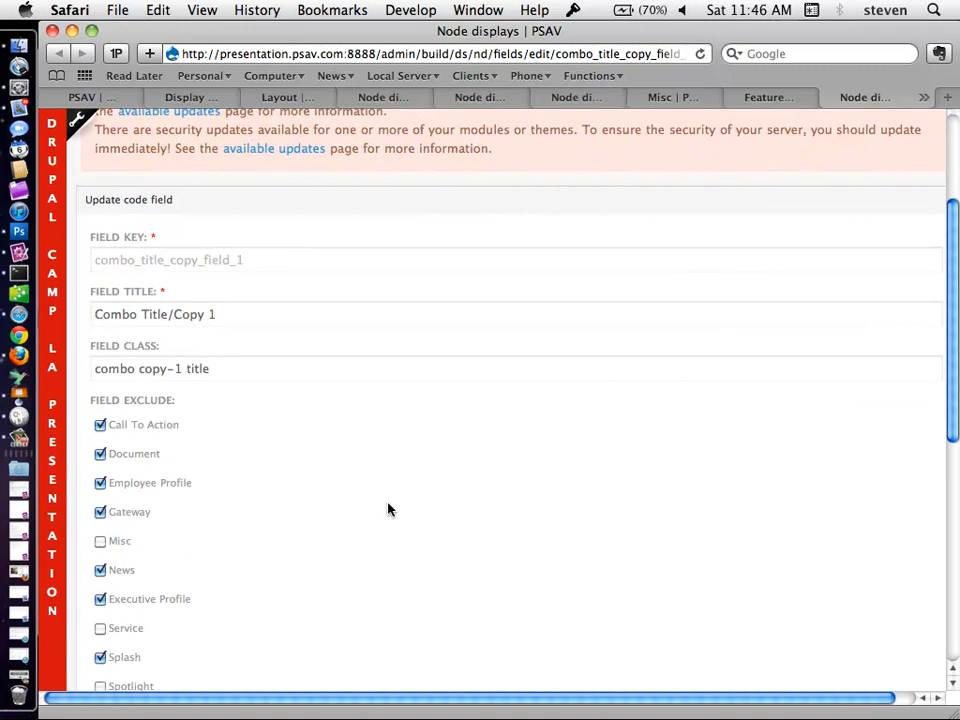 Safari File Edit View History Bookmarks Develop Window Help (70%) Sat 11:46 AM steven
Node displays | PSAV
1P + http://presentation.psav.com:8888/admin/build/ds/nd/fields/edit/combo_title_copy_field_ Google
Read Later Personal Computer News Local Server Clients Phone Functions
PSAV | ... Display ... Layout |... Node di... Node di... Node di... Misc | P... Feature... Node di... »
the available updates page for more information.
There are security updates available for one or more of your modules or themes. To ensure the security of your server, you should update
immediately! See the available updates page for more information.
DRUPAL CAMP LA PRESENTATION
Update code field
FIELD KEY: *
combo_title_copy_field_1
FIELD TITLE: *
Combo Title/Copy 1
FIELD CLASS:
combo copy-1 title
FIELD EXCLUDE:
Call To Action
Document
Employee Profile
Gateway
Misc
News
Executive Profile
Service
Splash
Spotlight
Ps
6